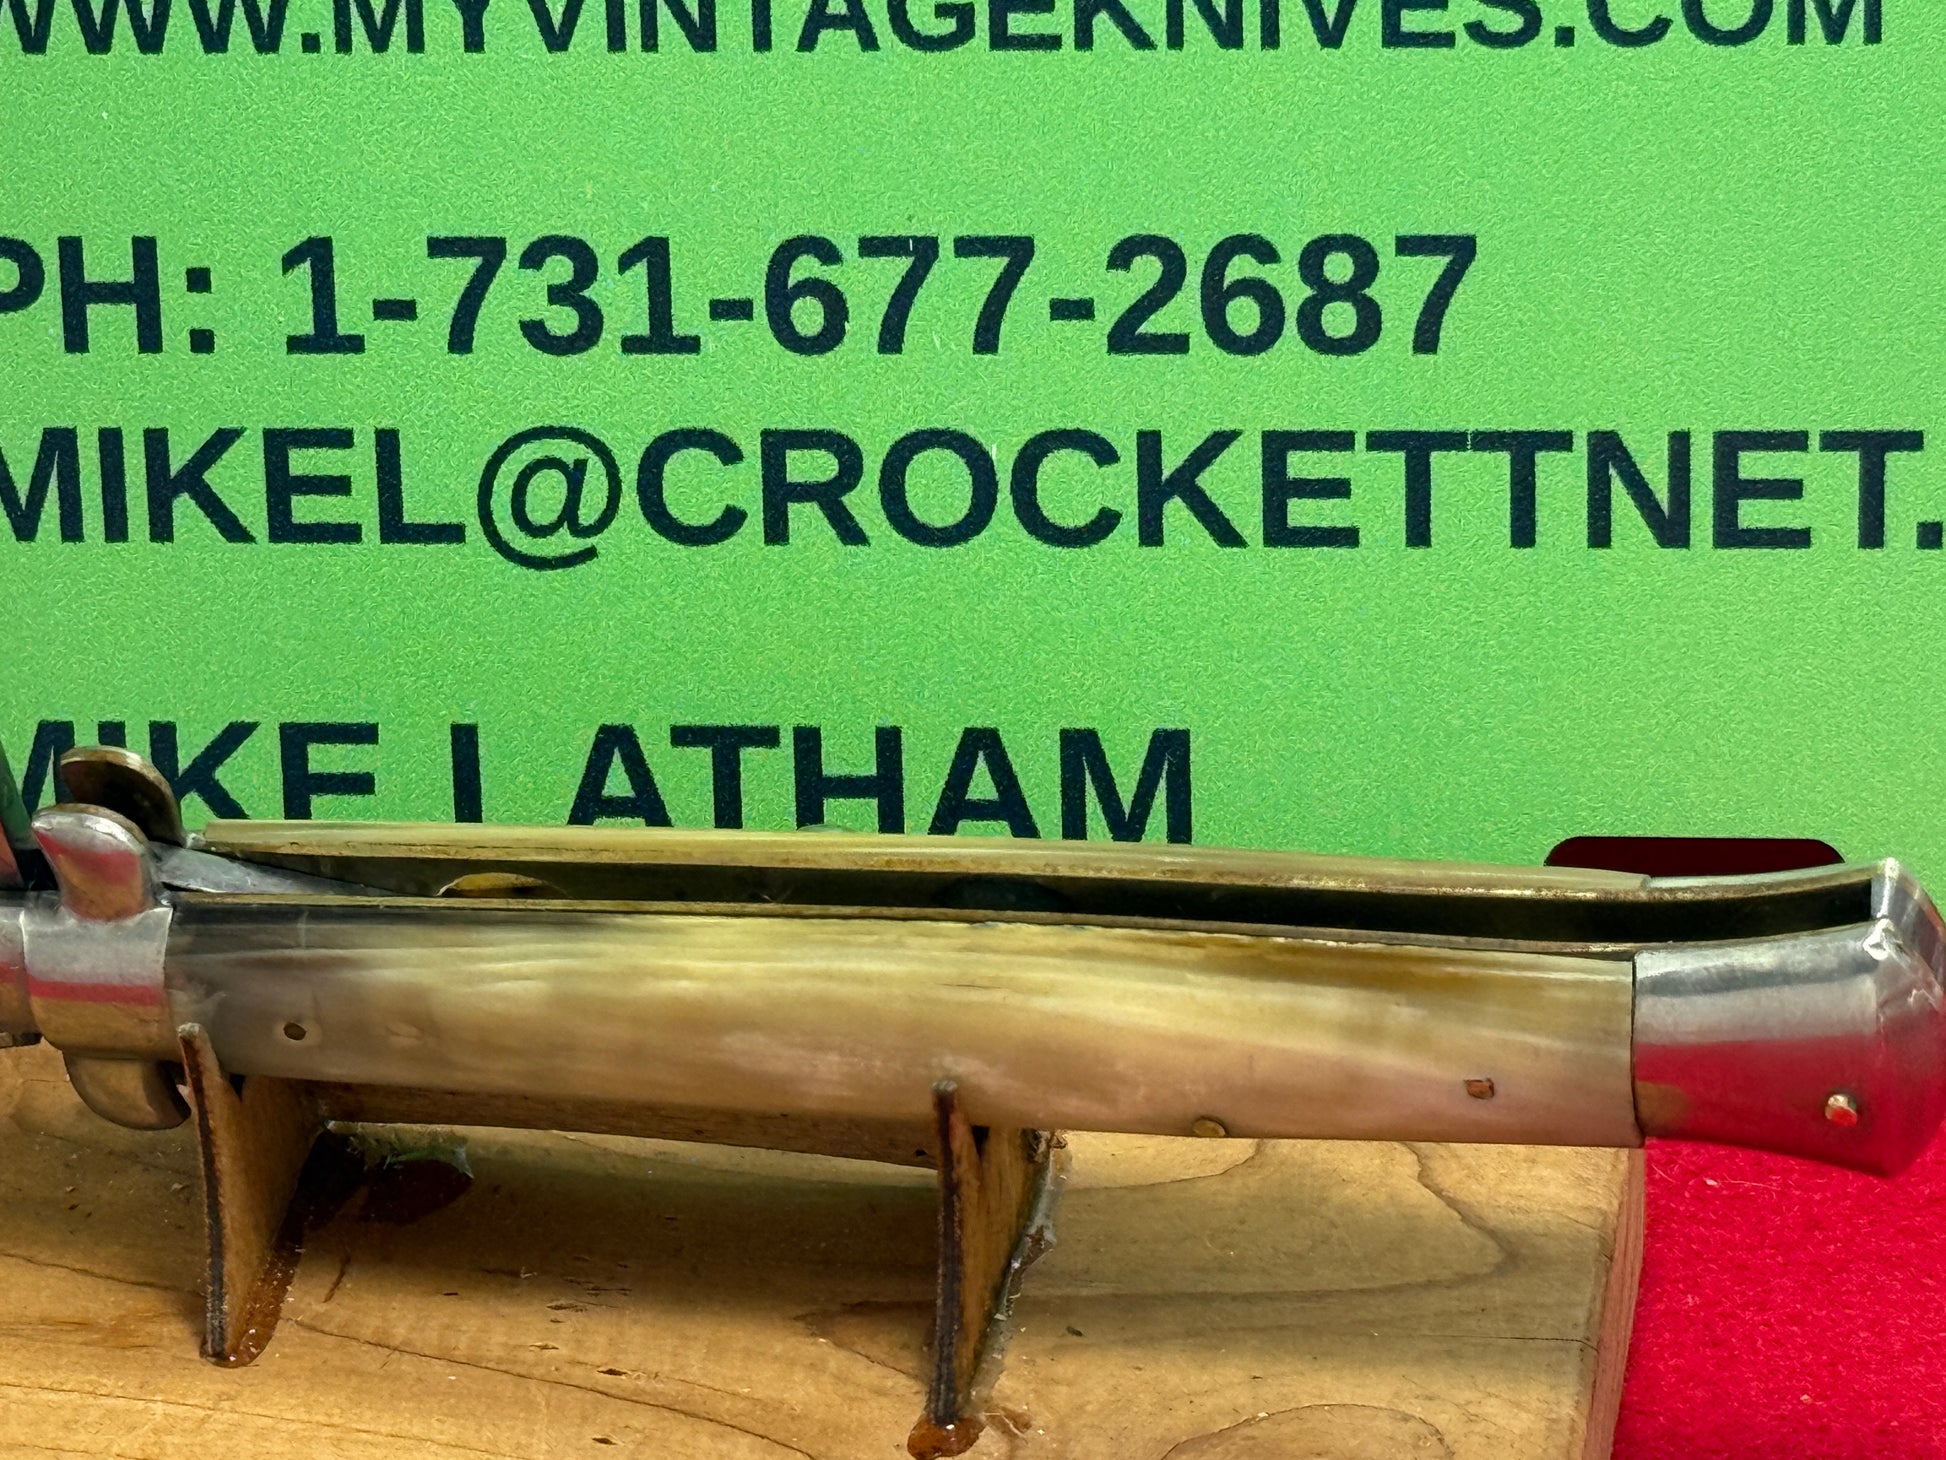 WWW.MYVINTAGEKNIVES.COM
PH: 1-731-677-2687
MIKEL@CROCKETTNET.
MIKE LATHAM